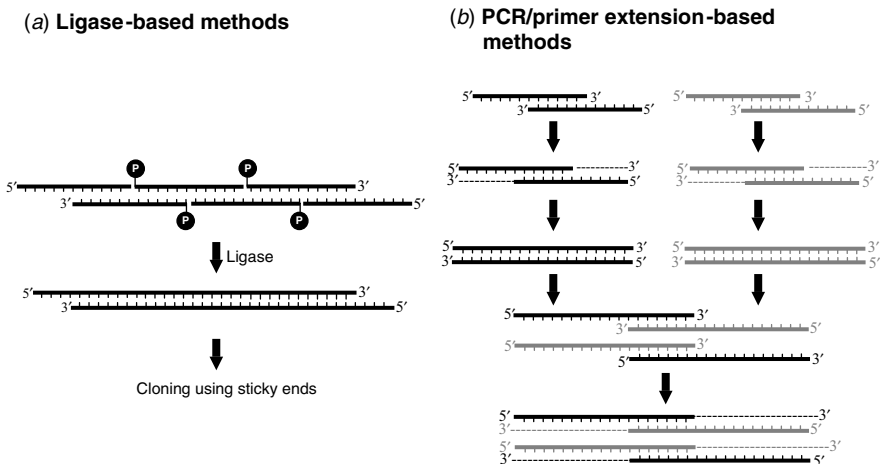 (a) Ligase-based methods
P P
5′ 3′
3′ 5′
P P
Ligase
5′ 3′
3′ 5′
Cloning using sticky ends
(b) PCR/primer extension-based
methods
5′ 3′ 5′ 3′
3′ 5′ 3′ 5′
5′ 3′ 5′ 3′
3′ 5′ 3′ 5′
5′ 3′ 5′ 3′
3′ 5′ 3′ 5′
5′ 3′
3′ 5′
5′ 3′
5′ 3′
5′ 3′
3′ 5′
5′ 3′
3′ 5′